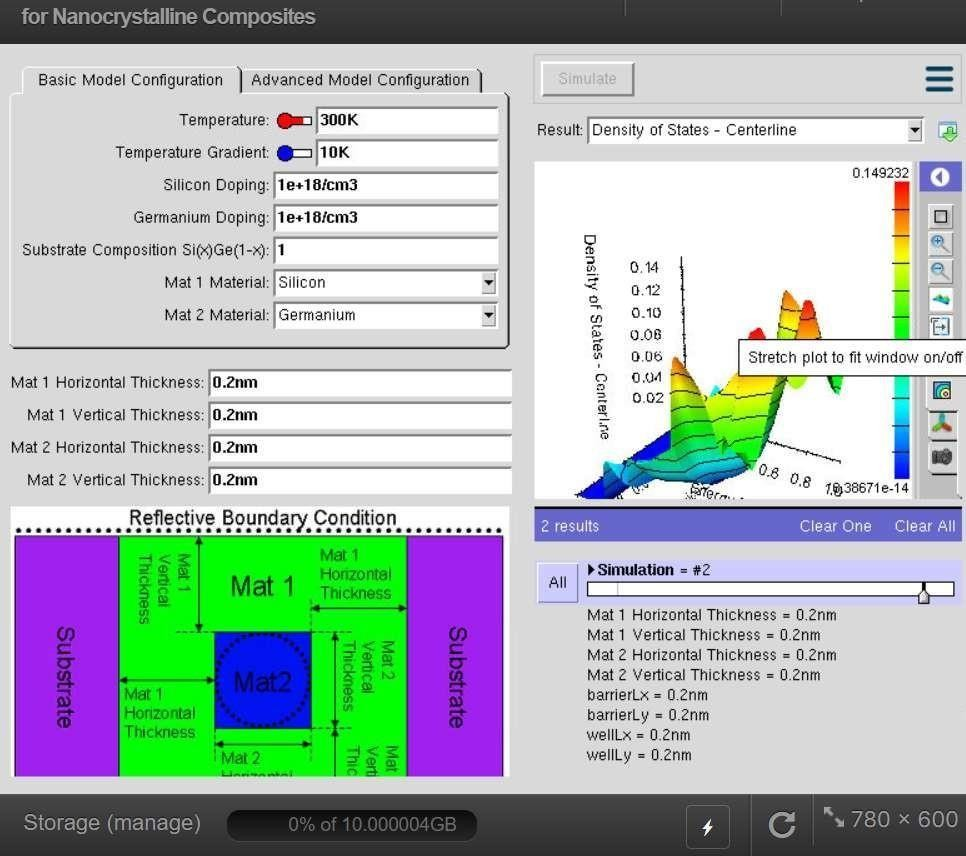 for Nanocrystalline Composites
Basic Model Configuration
Advanced Model Configuration
Temperature: 300K
Temperature Gradient: 10K
Silicon Doping: 1e+18/cm3
Germanium Doping: 1e+18/cm3
Substrate Composition Si(x)Ge(1-x): 1
Mat 1 Material: Silicon
Mat 2 Material: Germanium
Mat 1 Horizontal Thickness: 0.2nm
Mat 1 Vertical Thickness: 0.2nm
Mat 2 Horizontal Thickness: 0.2nm
Mat 2 Vertical Thickness: 0.2nm
Reflective Boundary Condition
Substrate
Mat 1
Vertical
Thickness
Mat 1
Mat 1
Horizontal
Thickness
Mat2
Mat 2
Vertical
Thickness
Mat 1
Horizontal
Thickness
Mat 2
Horizontal
Mat
Verti
Thic
Substrate
Simulate
Result: Density of States - Centerline
0.149232
Density of States - Centerline
0.14
0.12
0.10
0.08
0.06
0.04
0.02
Stretch plot to fit window on/off
0.6
0.8
1.0
Energy
38671e-14
2 results
Clear One
Clear All
All
Simulation = #2
Mat 1 Horizontal Thickness = 0.2nm
Mat 1 Vertical Thickness = 0.2nm
Mat 2 Horizontal Thickness = 0.2nm
Mat 2 Vertical Thickness = 0.2nm
barrierLx = 0.2nm
barrierLy = 0.2nm
wellLx = 0.2nm
wellLy = 0.2nm
Storage (manage)
0% of 10.000004GB
780 × 600